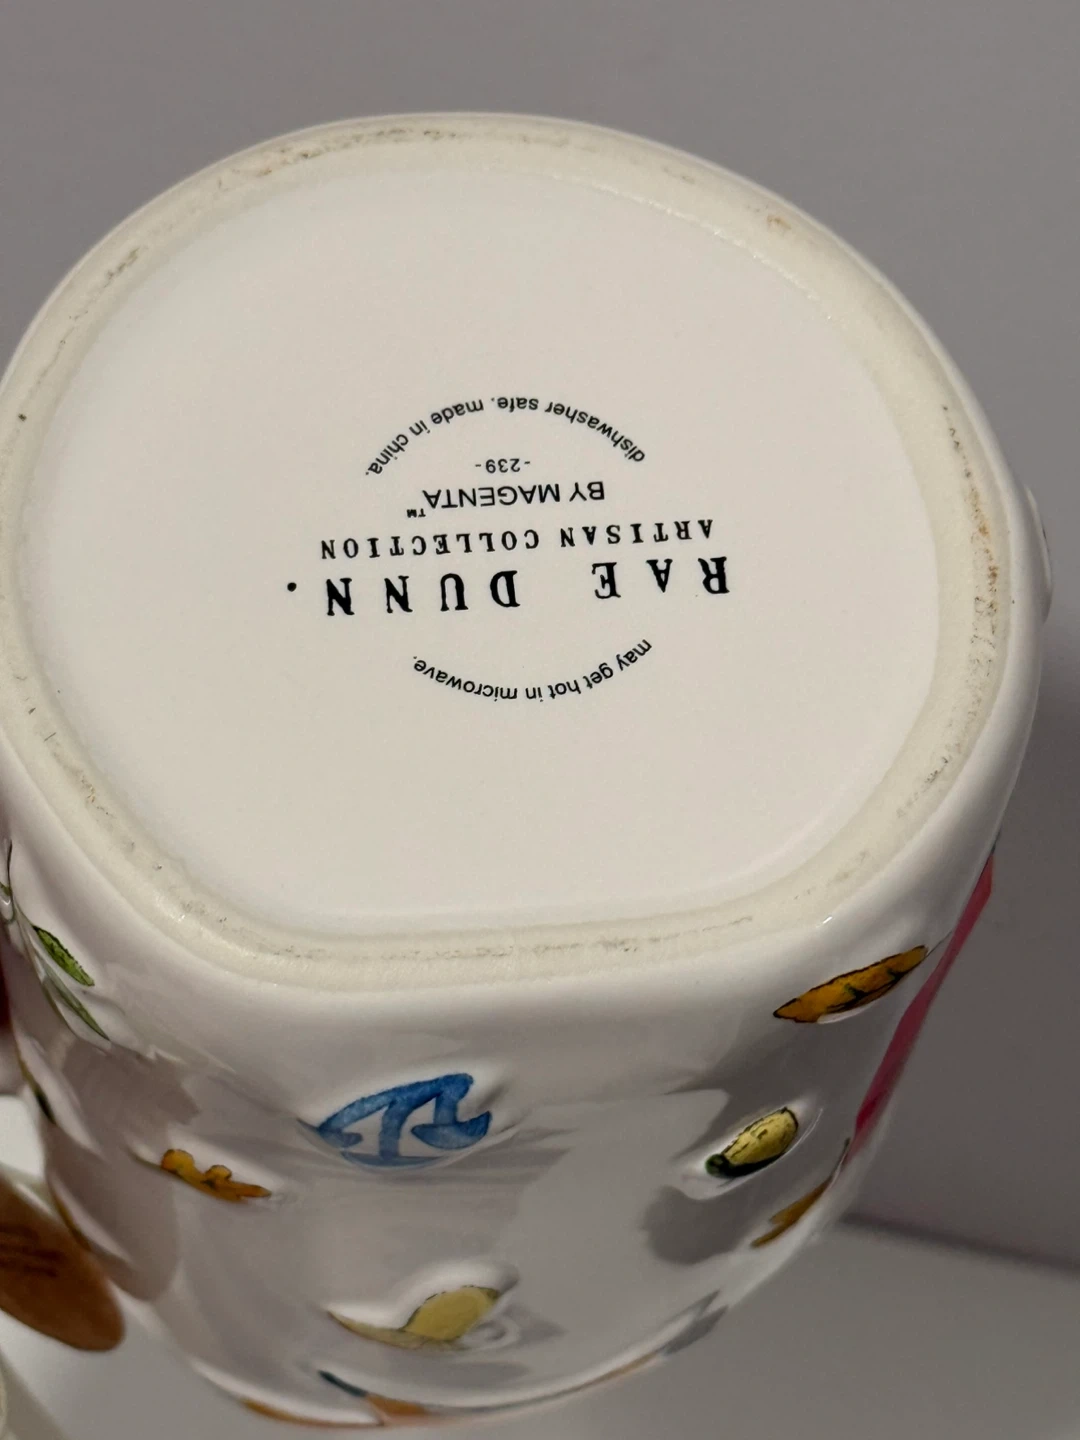 may get hot in microwave.
RAE DUNN.
ARTISAN COLLECTION
BY MAGENTA™
-239-
dishwasher safe. made in china.